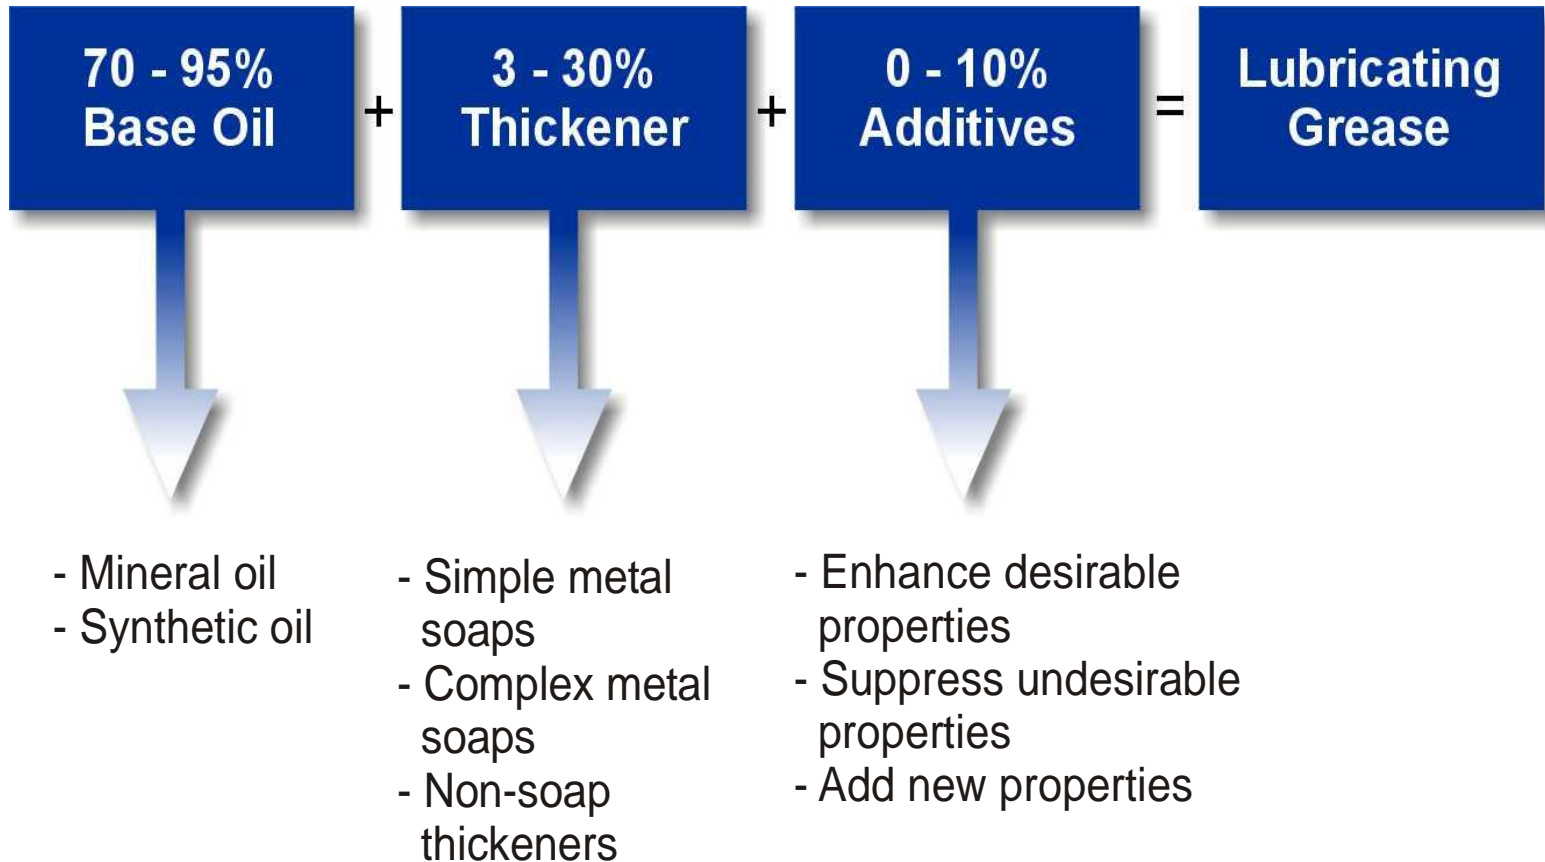 70 - 95%
Base Oil
+
3 - 30%
Thickener
+
0 - 10%
Additives
=
Lubricating
Grease
- Mineral oil
- Synthetic oil
- Simple metal
soaps
- Complex metal
soaps
- Non-soap
thickeners
- Enhance desirable
properties
- Suppress undesirable
properties
- Add new properties